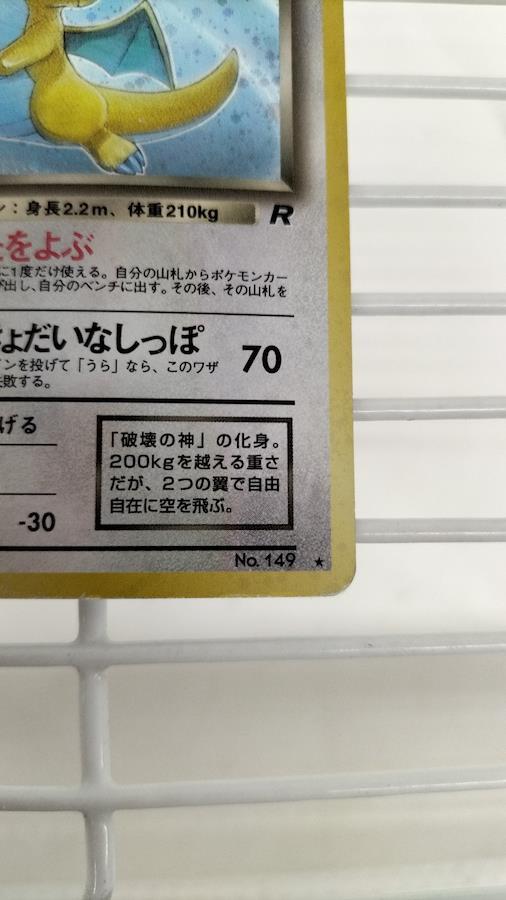 ：身長2.2m、体重210kg
R
をよぶ
に1度だけ使える。自分の山札からポケモンカー
出し、自分のベンチに出す。その後、その山札を
ょだいなしっぽ 70
インを投げて「うら」なら、このワザ
失敗する。
げる
「破壊の神」の化身。
200kgを越える重さ
だが、2つの翼で自由
自在に空を飛ぶ。
-30
No. 149 ★